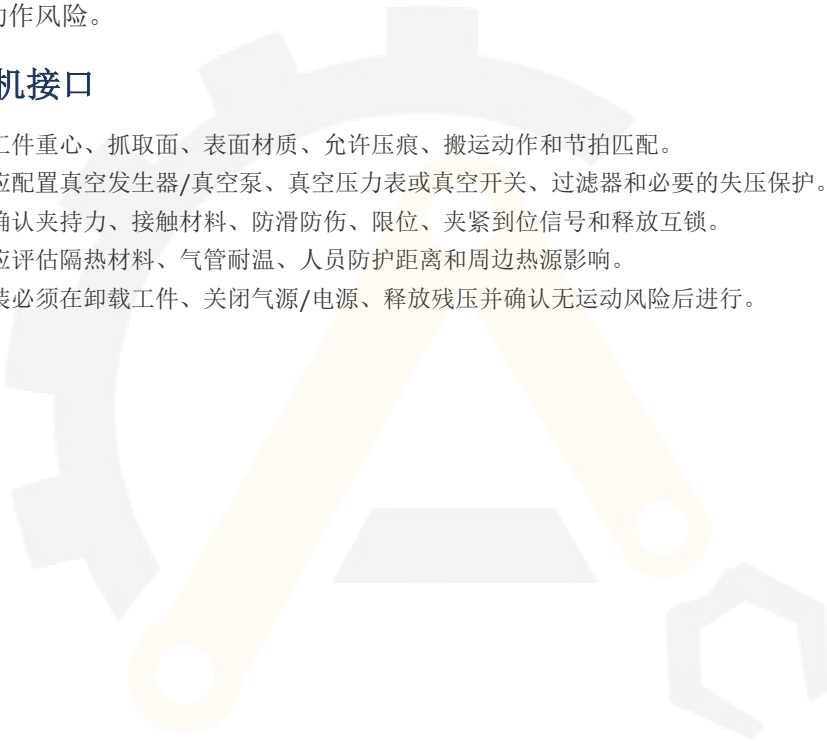 动作风险。
机接口
工件重心、抓取面、表面材质、允许压痕、搬运动作和节拍匹配。
应配置真空发生器/真空泵、真空压力表或真空开关、过滤器和必要的失压保护。
确认夹持力、接触材料、防滑防伤、限位、夹紧到位信号和释放互锁。
应评估隔热材料、气管耐温、人员防护距离和周边热源影响。
装必须在卸载工件、关闭气源/电源、释放残压并确认无运动风险后进行。